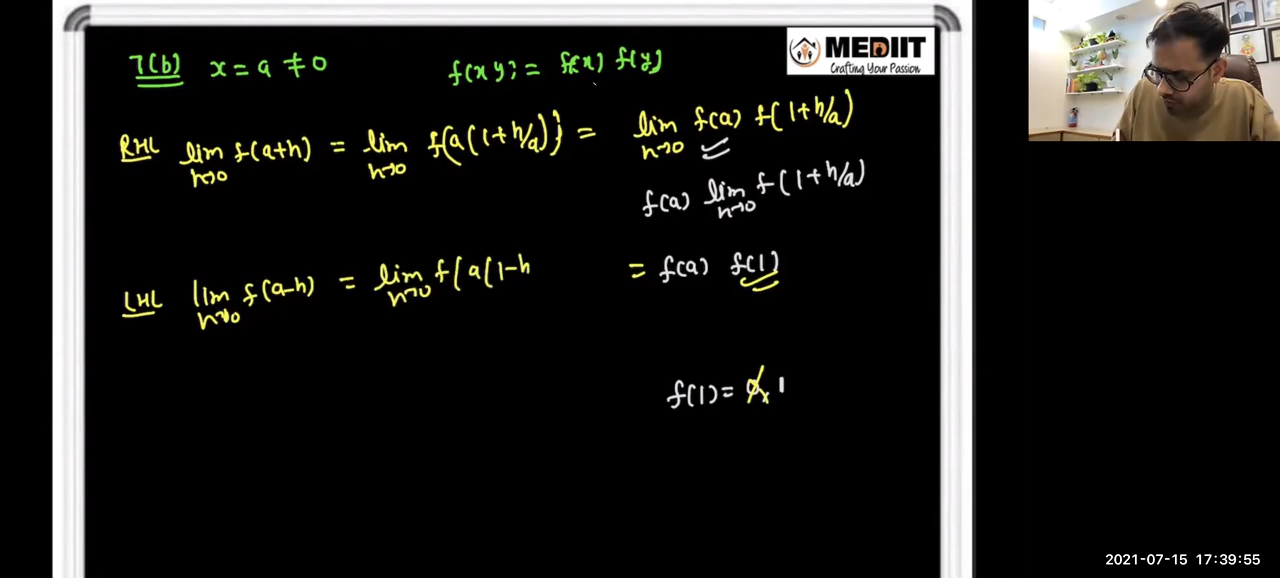 7(b) x = a ≠ 0 f(xy) = f(x) f(y)
MEDIIT
Crafting Your Passion
RHL lim h→0 f(a+h) = lim h→0 f(a(1+h/a)) = lim h→0 f(a) f(1+h/a)
f(a) lim h→0 f(1+h/a)
= f(a) f(1)
LHL lim h→0 f(a-h) = lim h→0 f(a(1-h
f(1) = 1
2021-07-15 17:39:55